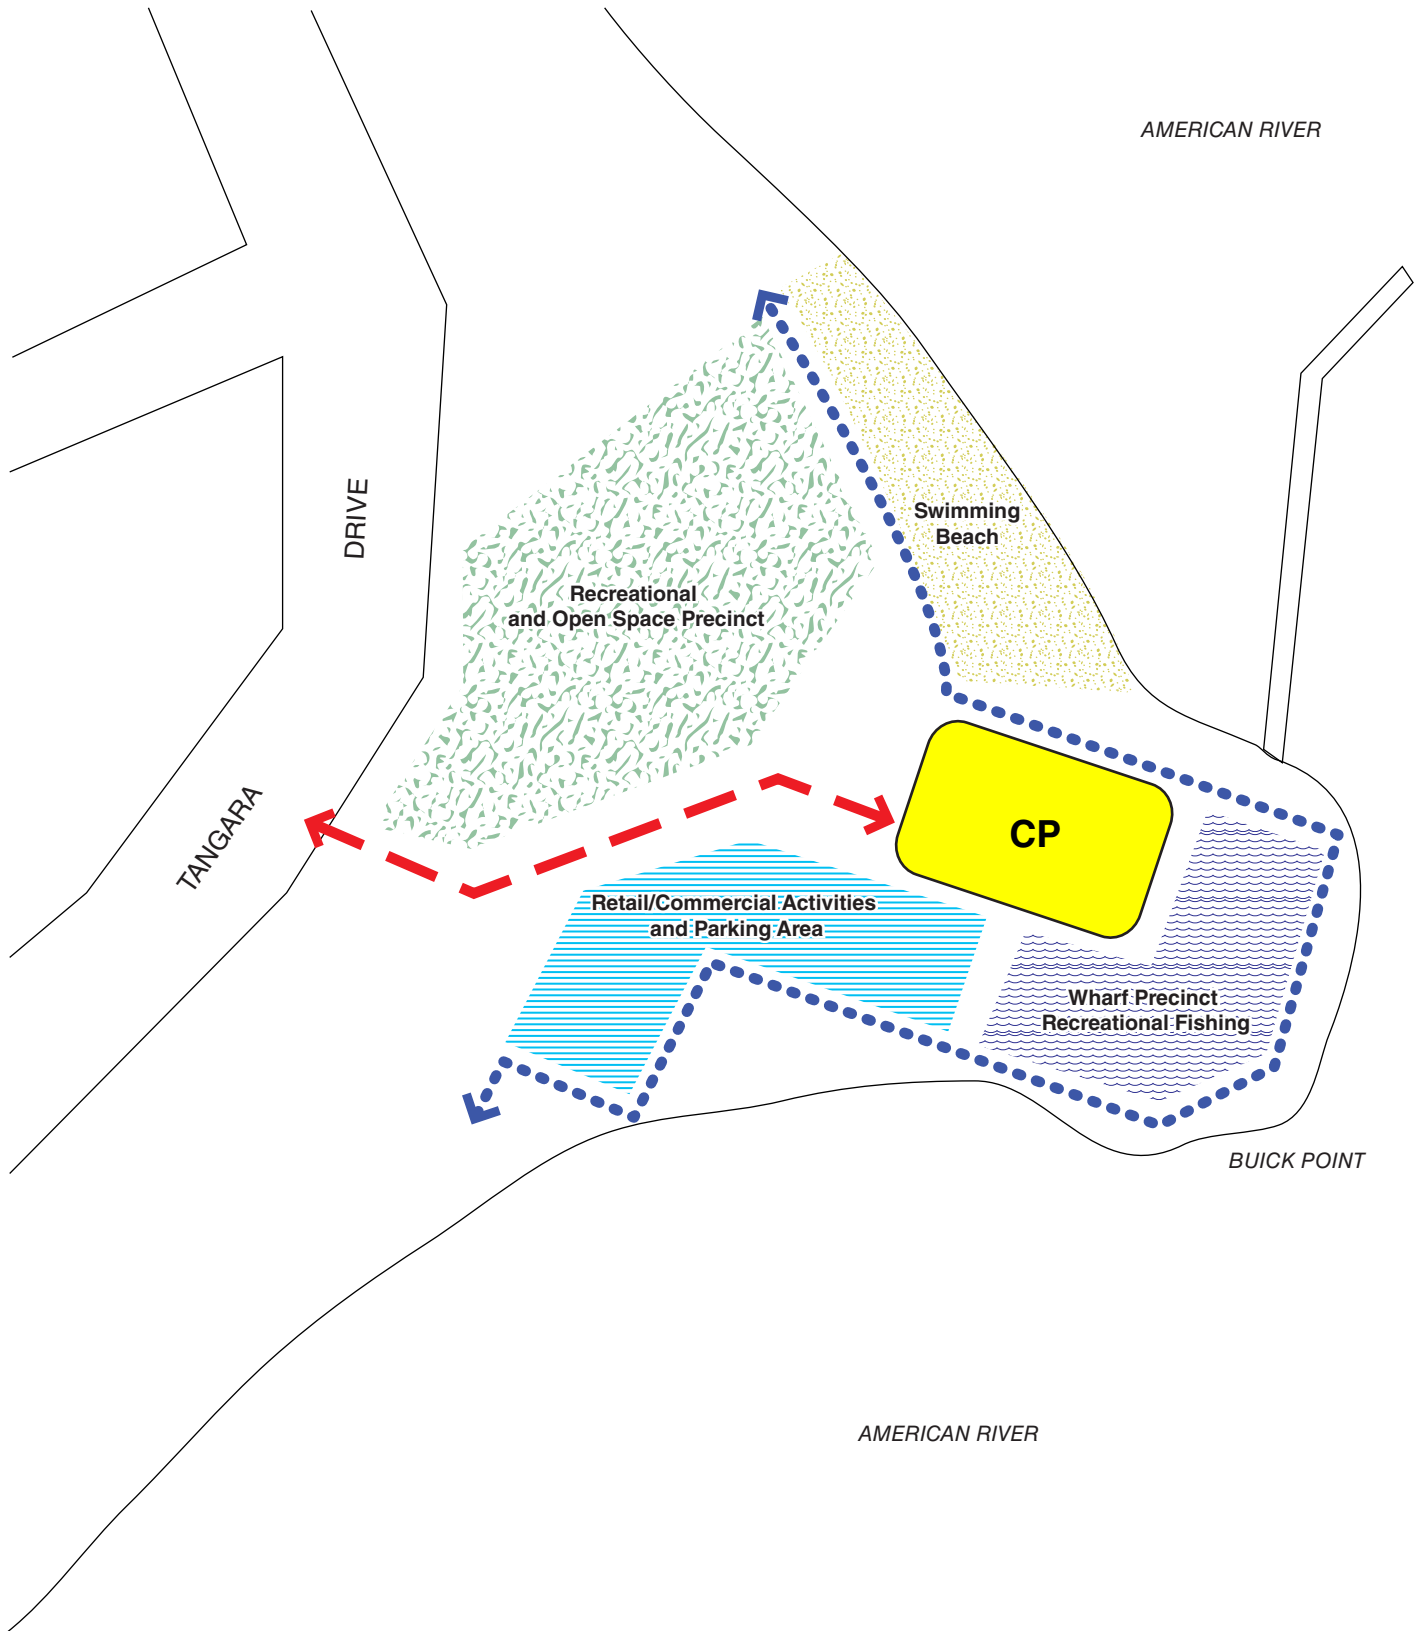 AMERICAN RIVER
DRIVE
Swimming
Beach
Recreational
and Open Space Precinct
TANGARA
CP
Retail/Commercial Activities
and Parking Area
Wharf Precinct
Recreational Fishing
BUICK POINT
AMERICAN RIVER